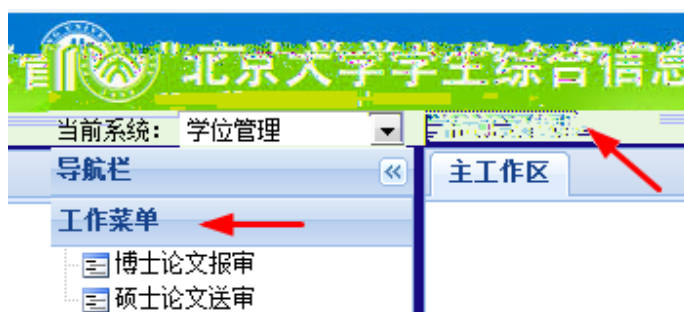 北京大学学生综合信息
当前系统： 学位管理
导航栏
主工作区
工作菜单
博士论文报审
硕士论文送审